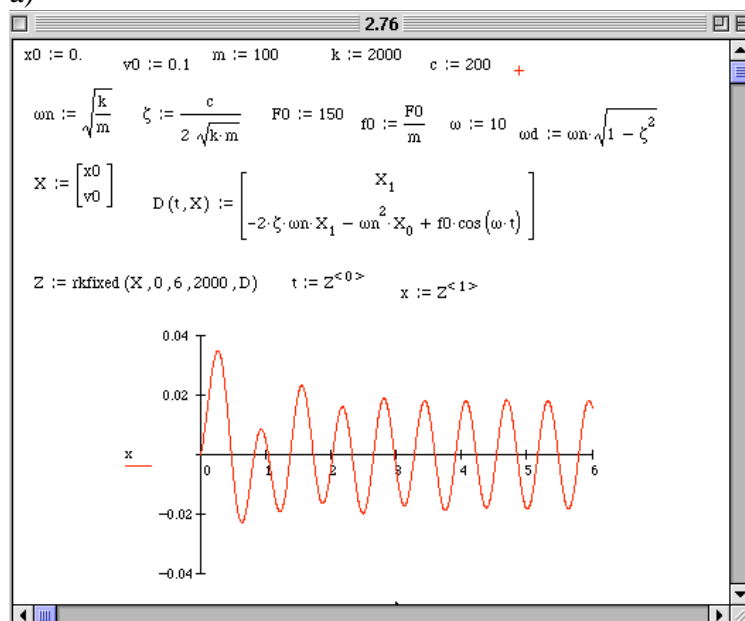 a)
2.76
x0 := 0. v0 := 0.1 m := 100 k := 2000 c := 200 +
ωn := √(k/m) ζ := c/(2√(k·m)) F0 := 150 f0 := F0/m ω := 10 ωd := ωn·√(1 − ζ²)
X := [x0 v0] D(t,X) := [X₁ −2·ζ·ωn·X₁ − ωn²·X₀ + f0·cos(ω·t)]
Z := rkfixed(X,0,6,2000,D) t := Z^<0> x := Z^<1>
0.04
0.02
x
0 1 2 3 4 5 6
−0.02
−0.04